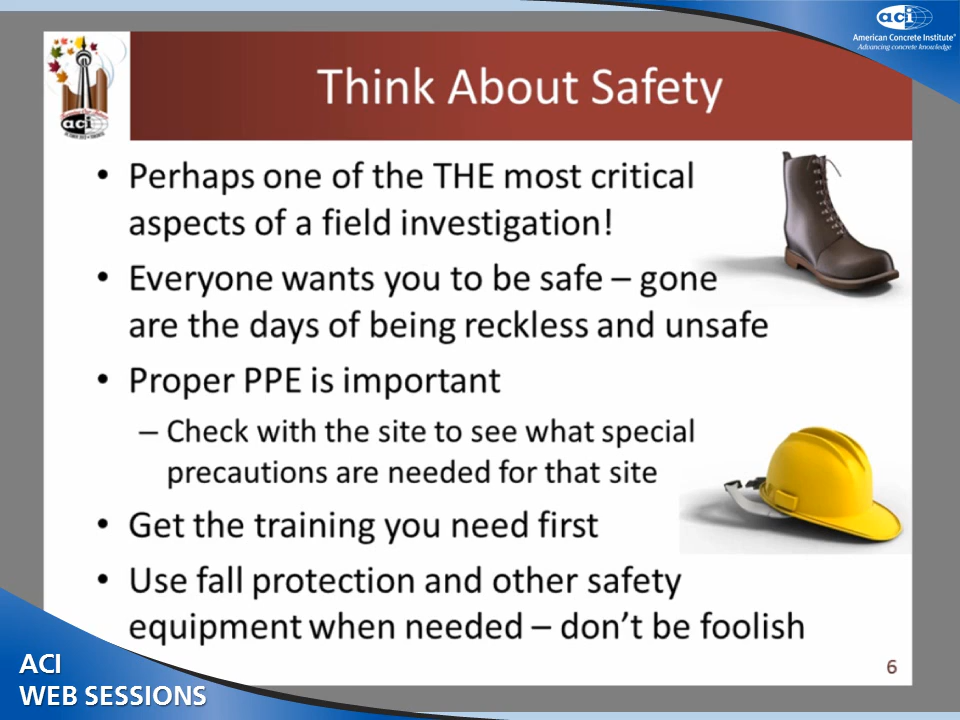 aci
American Concrete Institute®
Advancing concrete knowledge
aci
Think About Safety
• Perhaps one of the THE most critical
aspects of a field investigation!
• Everyone wants you to be safe – gone
are the days of being reckless and unsafe
• Proper PPE is important
– Check with the site to see what special
precautions are needed for that site
• Get the training you need first
• Use fall protection and other safety
equipment when needed – don't be foolish
6
ACI
WEB SESSIONS